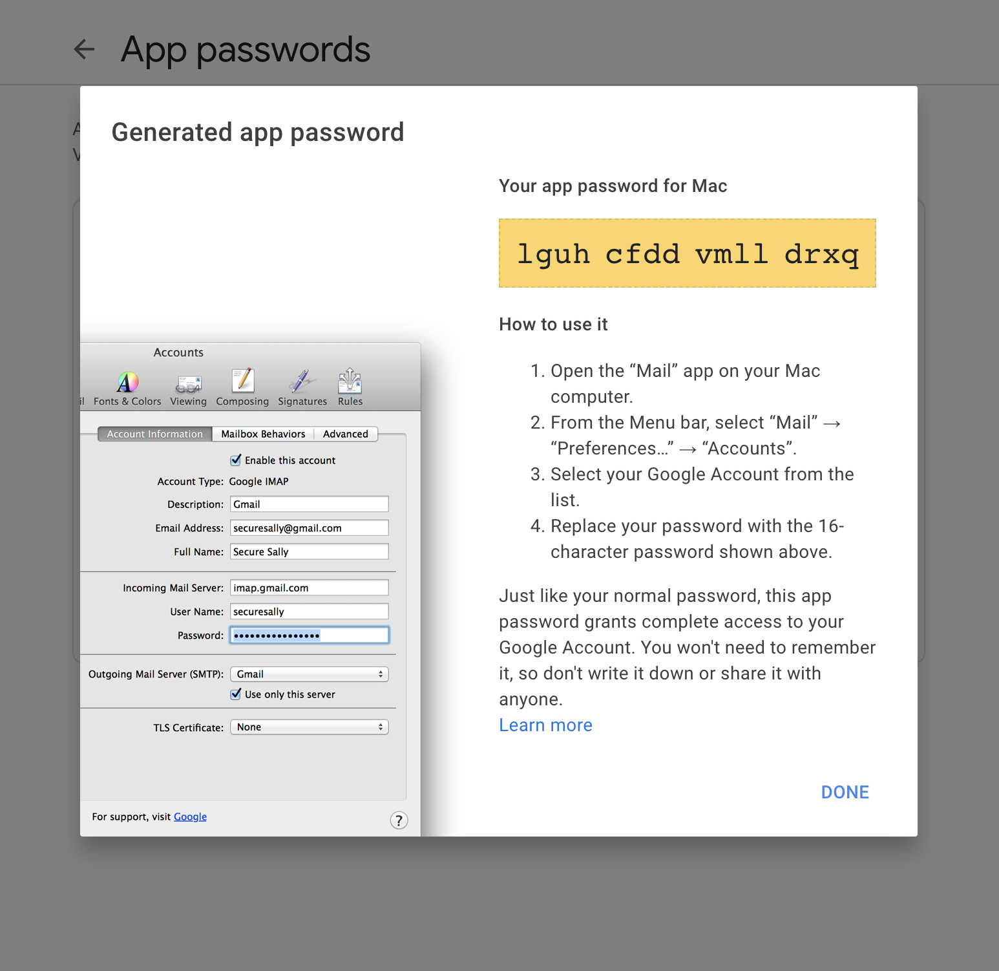 App passwords
Generated app password
Your app password for Mac
lguh cfdd vmll drxq
How to use it
1. Open the “Mail” app on your Mac
computer.
2. From the Menu bar, select “Mail” →
“Preferences...” → “Accounts”.
3. Select your Google Account from the
list.
4. Replace your password with the 16-
character password shown above.
Just like your normal password, this app
password grants complete access to your
Google Account. You won't need to remember
it, so don't write it down or share it with
anyone.
Learn more
DONE
Accounts
Fonts & Colors Viewing Composing Signatures Rules
Account Information Mailbox Behaviors Advanced
Enable this account
Account Type: Google IMAP
Description: Gmail
Email Address: securesally@gmail.com
Full Name: Secure Sally
Incoming Mail Server: imap.gmail.com
User Name: securesally
Password: ••••••••••••••••
Outgoing Mail Server (SMTP): Gmail
Use only this server
TLS Certificate: None
For support, visit Google
?